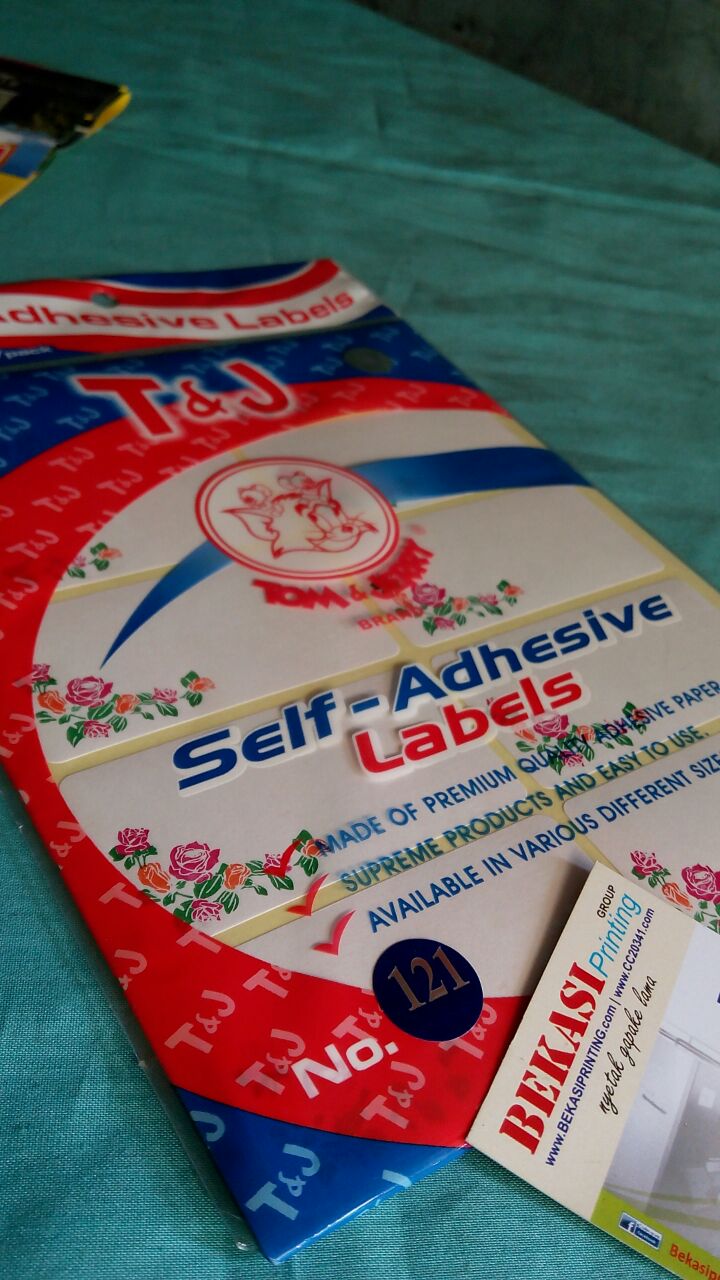 Adhesive Labels
/pack
T&J
TOM & JERRY
BRAND
Self-Adhesive
Labels
MADE OF PREMIUM QUALITY ADHESIVE PAPER
SUPREME PRODUCTS AND EASY TO USE.
AVAILABLE IN VARIOUS DIFFERENT SIZE
No. 121
BEKASI Printing GROUP
www.BEKASIPRINTING.com | www.CC20341.com
nyetak gapake lama
Bekasi